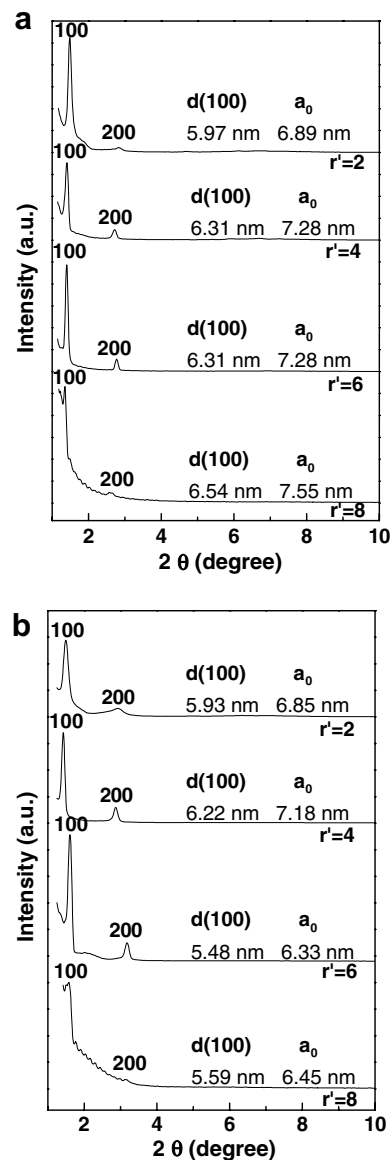 a
100
d(100) a₀
200
5.97 nm 6.89 nm
r'=2
100
d(100) a₀
200
6.31 nm 7.28 nm
r'=4
100
d(100) a₀
200
6.31 nm 7.28 nm
r'=6
100
d(100) a₀
200
6.54 nm 7.55 nm
r'=8
Intensity (a.u.)
2 4 6 8 10
2 θ (degree)
b
100
d(100) a₀
200
5.93 nm 6.85 nm
r'=2
100
d(100) a₀
200
6.22 nm 7.18 nm
r'=4
100
d(100) a₀
200
5.48 nm 6.33 nm
r'=6
100
d(100) a₀
200
5.59 nm 6.45 nm
r'=8
Intensity (a.u.)
2 4 6 8 10
2 θ (degree)